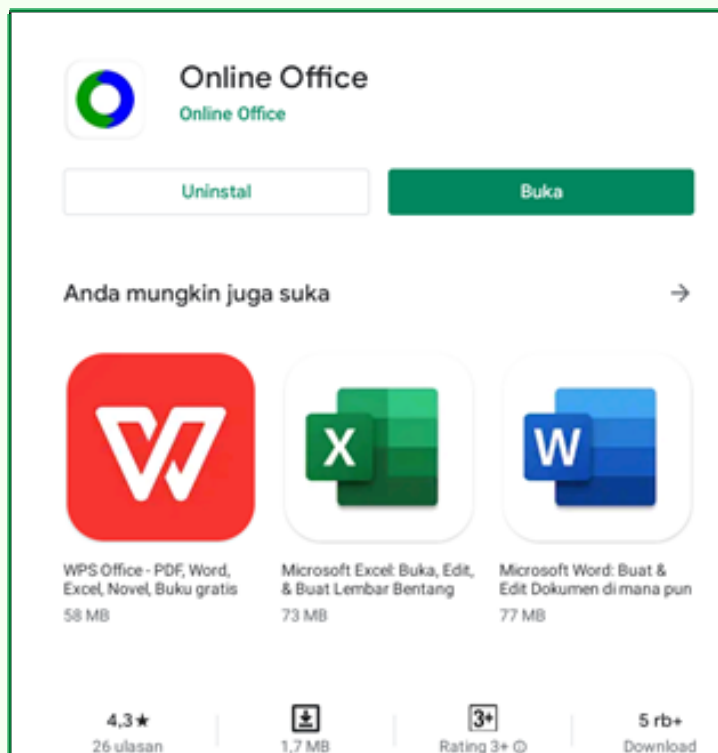 Online Office
Online Office
Uninstal
Buka
Anda mungkin juga suka
WPS Office - PDF, Word,
Excel, Novel, Buku gratis
58 MB
Microsoft Excel: Buka, Edit,
& Buat Lembar Bentang
73 MB
Microsoft Word: Buat &
Edit Dokumen di mana pun
77 MB
4,3★
26 ulasan
1,7 MB
3+
Rating 3+
5 rb+
Download